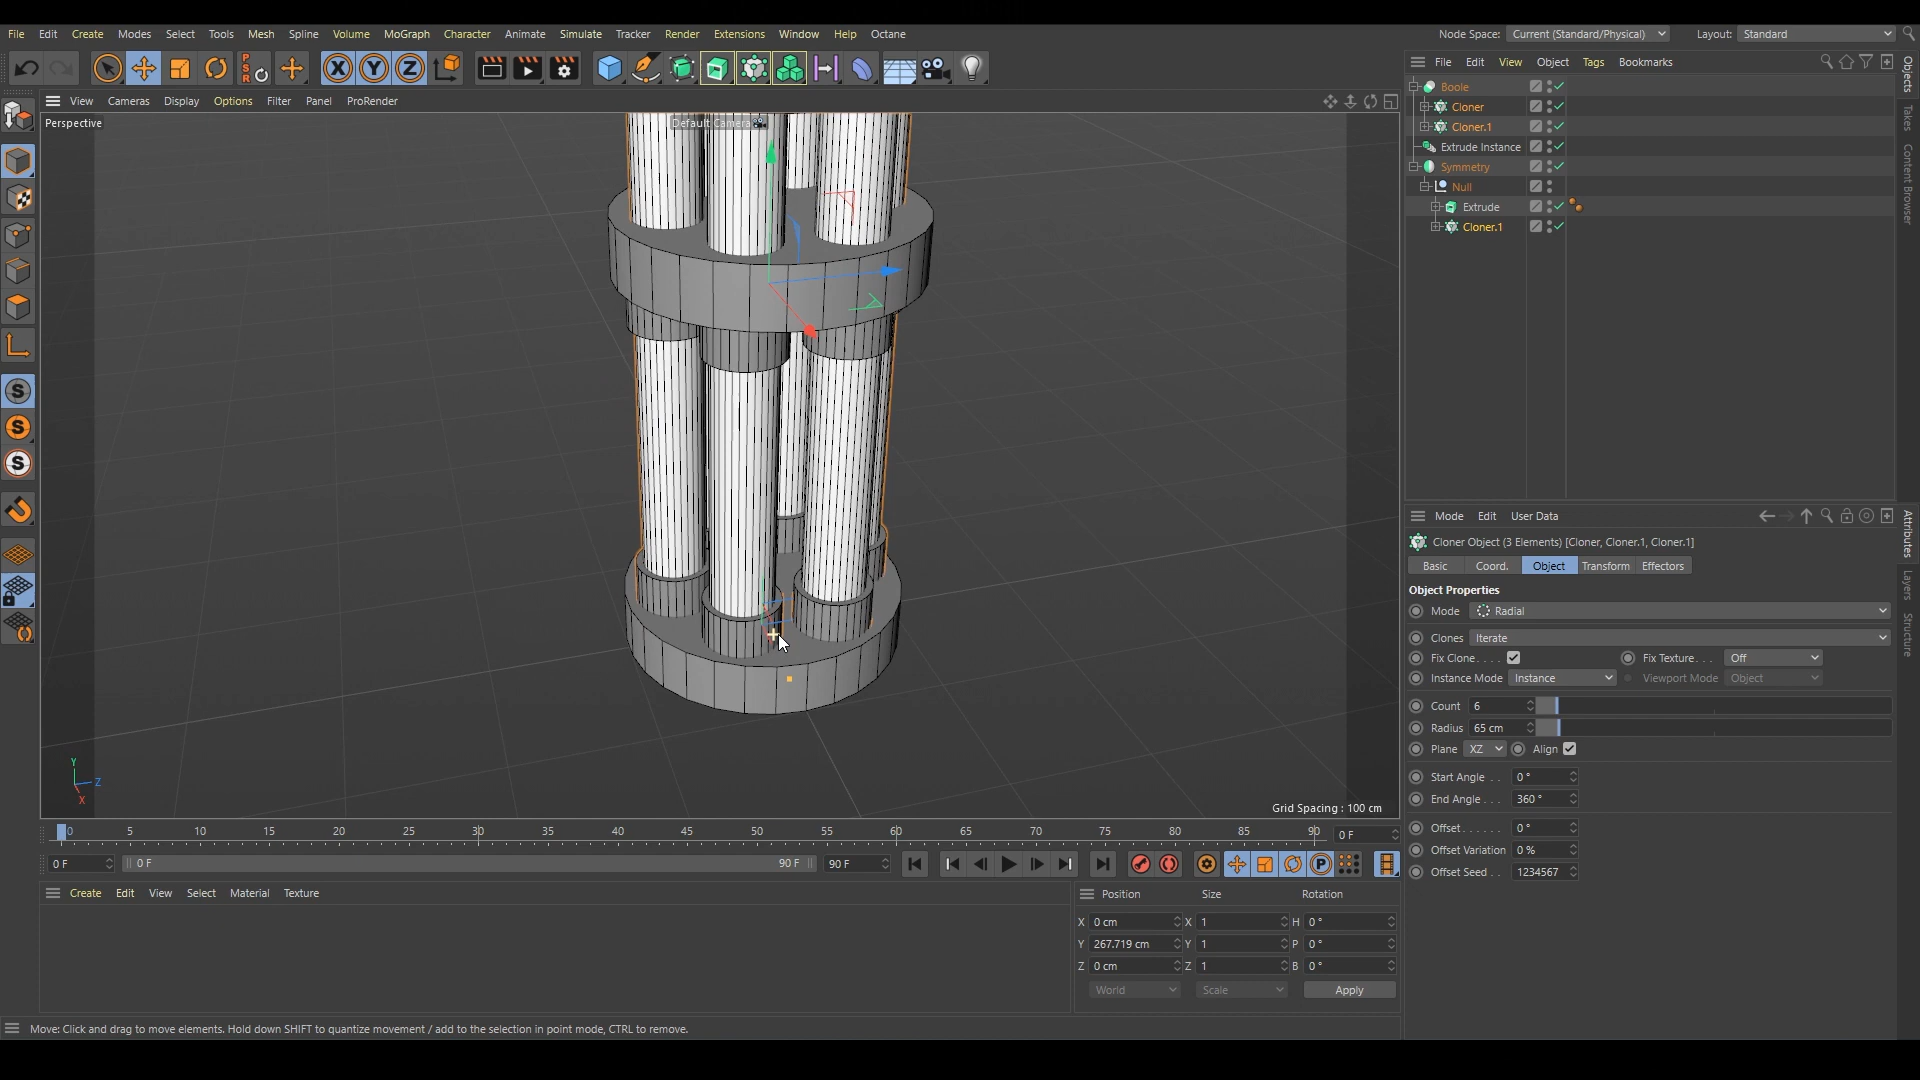 File Edit Create Modes Select Tools Mesh Spline Volume MoGraph Character Animate Simulate Tracker Render Extensions Window Help Octane
Node Space: Current (Standard/Physical) Layout: Standard
PSR X Y Z
File Edit View Object Tags Bookmarks
Objects
Takes
Content Browser
Boole
Cloner
Cloner.1
Extrude Instance
Symmetry
Null
Extrude
Cloner.1
View Cameras Display Options Filter Panel ProRender
Perspective
Default Camera
S
S
S
Y
Z
X
Grid Spacing : 100 cm
Mode Edit User Data
Attributes
Layers
Structure
Cloner Object (3 Elements) [Cloner, Cloner.1, Cloner.1]
Basic Coord. Object Transform Effectors
Object Properties
Mode Radial
Clones Iterate
Fix Clone. . . . Fix Texture. . . Off
Instance Mode Instance Viewport Mode Object
Count 6
Radius 65 cm
Plane XZ Align
Start Angle . . 0 °
End Angle . . . 360 °
Offset. . . . . . 0 °
Offset Variation 0 %
Offset Seed . . 1234567
0 5 10 15 20 25 30 35 40 45 50 55 60 65 70 75 80 85 90 0 F
0 F 0 F 90 F 90 F
P
Create Edit View Select Material Texture
Position Size Rotation
X 0 cm X 1 H 0 °
Y 267.719 cm Y 1 P 0 °
Z 0 cm Z 1 B 0 °
World Scale Apply
Move: Click and drag to move elements. Hold down SHIFT to quantize movement / add to the selection in point mode, CTRL to remove.